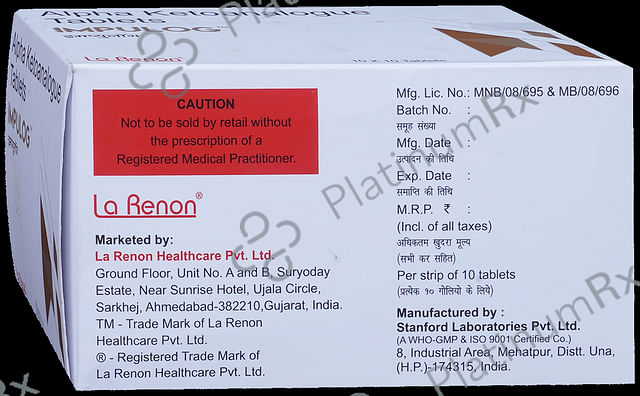 Alpha Ketoanalogue
Tablets
IMPULOG™
La Renon®
10 X 10 Tablets
Alpha Ketoanalogue
Tablets
IMPULOG
CAUTION
Not to be sold by retail without
the prescription of a
Registered Medical Practitioner.
La Renon®
Marketed by:
La Renon Healthcare Pvt. Ltd.
Ground Floor, Unit No. A and B, Suryoday
Estate, Near Sunrise Hotel, Ujala Circle,
Sarkhej, Ahmedabad-382210,Gujarat, India.
TM - Trade Mark of La Renon
Healthcare Pvt. Ltd.
® - Registered Trade Mark of
La Renon Healthcare Pvt. Ltd.
Mfg. Lic. No.: MNB/08/695 & MB/08/696
Batch No. :
समूह संख्या
Mfg. Date :
उत्पादन की तिथि
Exp. Date :
समाप्ति की तिथि
M.R.P. ₹ :
(Incl. of all taxes)
अधिकतम खुदरा मूल्य
(सभी कर सहित)
Per strip of 10 tablets
(प्रत्येक १० गोलियो के लिये)
Manufactured by :
Stanford Laboratories Pvt. Ltd.
(A WHO-GMP & ISO 9001 Certified Co.)
8, Industrial Area, Mehatpur, Distt. Una,
(H.P.)-174315, India.
PlatinumRx
PlatinumRx
PlatinumRx